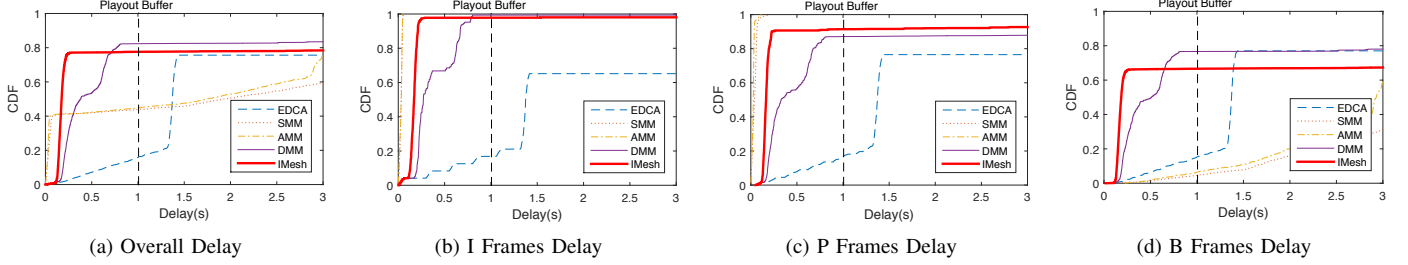 Playout Buffer
CDF
1
0.8
0.6
0.4
0.2
0
0 0.5 1 1.5 2 2.5 3
Delay(s)
EDCA
SMM
AMM
DMM
IMesh
(a) Overall Delay
Playout Buffer
CDF
1
0.8
0.6
0.4
0.2
0
0 0.5 1 1.5 2 2.5 3
Delay(s)
EDCA
SMM
AMM
DMM
IMesh
(b) I Frames Delay
Playout Buffer
CDF
1
0.8
0.6
0.4
0.2
0
0 0.5 1 1.5 2 2.5 3
Delay(s)
EDCA
SMM
AMM
DMM
IMesh
(c) P Frames Delay
Playout Buffer
CDF
1
0.8
0.6
0.4
0.2
0
0 0.5 1 1.5 2 2.5 3
Delay(s)
EDCA
SMM
AMM
DMM
IMesh
(d) B Frames Delay